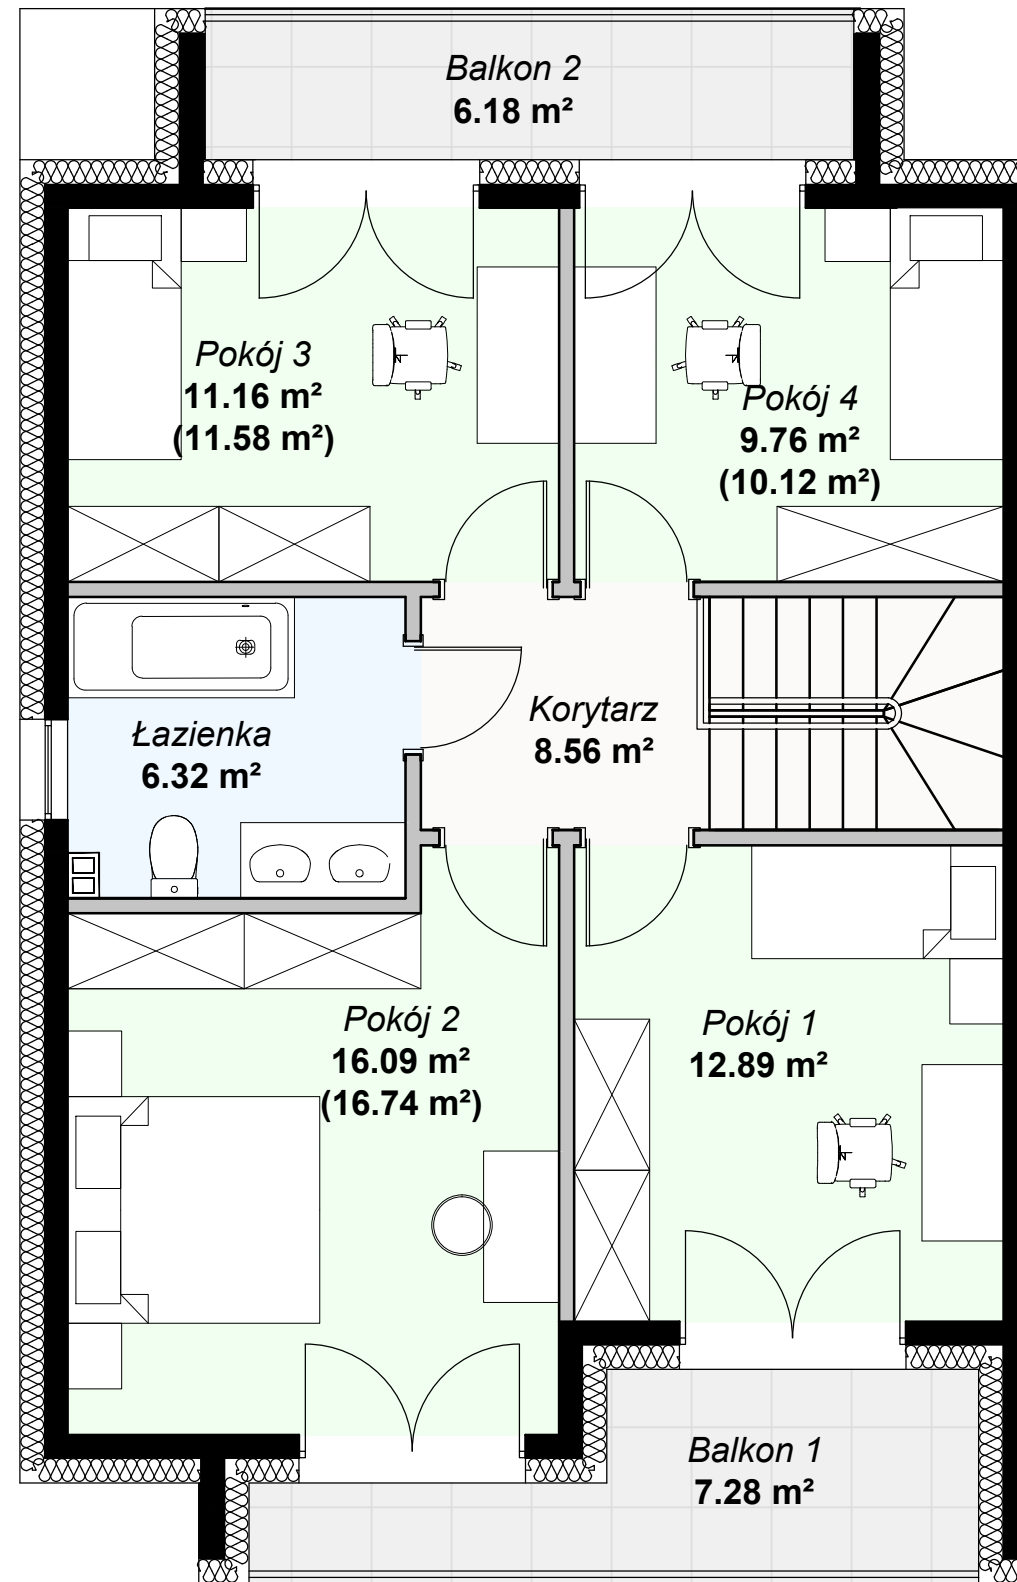 Balkon 2
6.18 m²
Pokój 3
11.16 m²
(11.58 m²)
Pokój 4
9.76 m²
(10.12 m²)
Łazienka
6.32 m²
Korytarz
8.56 m²
Pokój 2
16.09 m²
(16.74 m²)
Pokój 1
12.89 m²
Balkon 1
7.28 m²